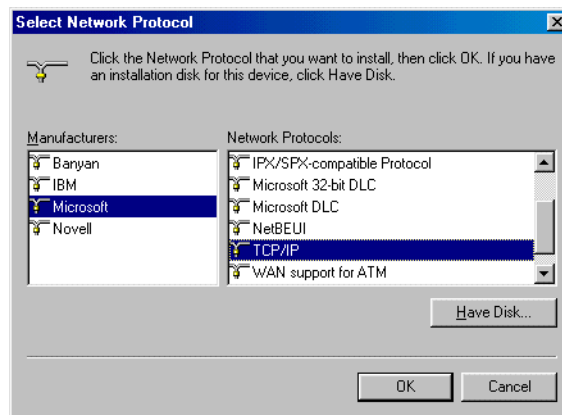 Select Network Protocol
Click the Network Protocol that you want to install, then click OK. If you have
an installation disk for this device, click Have Disk.
Manufacturers:
Banyan
IBM
Microsoft
Novell
Network Protocols:
IPX/SPX-compatible Protocol
Microsoft 32-bit DLC
Microsoft DLC
NetBEUI
TCP/IP
WAN support for ATM
Have Disk...
OK
Cancel